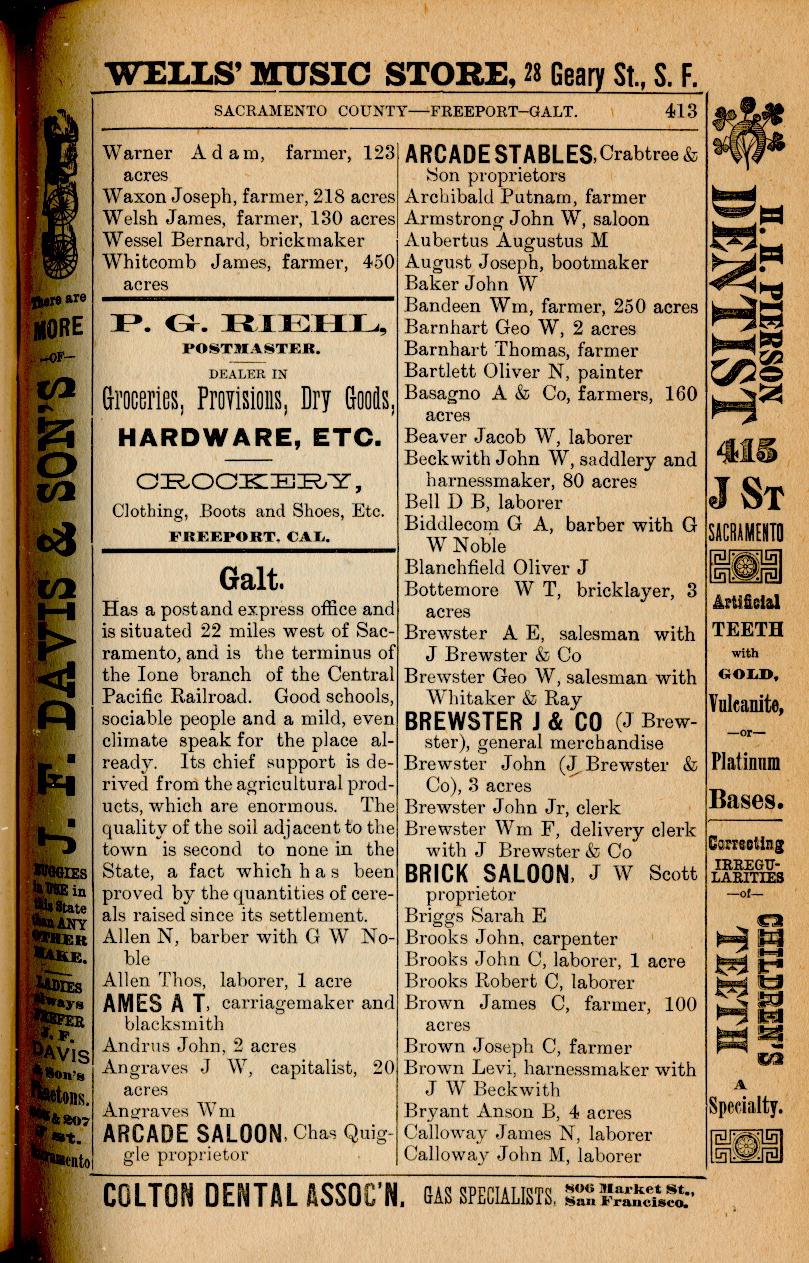 WELLS' MUSIC STORE, 28 Geary St., S. F.
SACRAMENTO COUNTY—FREEPORT–GALT. 413
Warner Adam, farmer, 123
acres
Waxon Joseph, farmer, 218 acres
Welsh James, farmer, 130 acres
Wessel Bernard, brickmaker
Whitcomb James, farmer, 450
acres
P. G. RIEHL,
POSTMASTER.
DEALER IN
Groceries, Provisions, Dry Goods,
HARDWARE, ETC.
CROCKERY,
Clothing, Boots and Shoes, Etc.
FREEPORT. CAL.
Galt.
Has a post and express office and
is situated 22 miles west of Sac-
ramento, and is the terminus of
the Ione branch of the Central
Pacific Railroad. Good schools,
sociable people and a mild, even
climate speak for the place al-
ready. Its chief support is de-
rived from the agricultural prod-
ucts, which are enormous. The
quality of the soil adjacent to the
town is second to none in the
State, a fact which has been
proved by the quantities of cere-
als raised since its settlement.
Allen N, barber with G W No-
ble
Allen Thos, laborer, 1 acre
AMES A T, carriagemaker and
blacksmith
Andrus John, 2 acres
Angraves J W, capitalist, 20
acres
Angraves Wm
ARCADE SALOON, Chas Quig-
gle proprietor
ARCADE STABLES, Crabtree &
Son proprietors
Archibald Putnam, farmer
Armstrong John W, saloon
Aubertus Augustus M
August Joseph, bootmaker
Baker John W
Bandeen Wm, farmer, 250 acres
Barnhart Geo W, 2 acres
Barnhart Thomas, farmer
Bartlett Oliver N, painter
Basagno A & Co, farmers, 160
acres
Beaver Jacob W, laborer
Beckwith John W, saddlery and
harnessmaker, 80 acres
Bell D B, laborer
Biddlecom G A, barber with G
W Noble
Blanchfield Oliver J
Bottemore W T, bricklayer, 3
acres
Brewster A E, salesman with
J Brewster & Co
Brewster Geo W, salesman with
Whitaker & Ray
BREWSTER J & CO (J Brew-
ster), general merchandise
Brewster John (J Brewster &
Co), 3 acres
Brewster John Jr, clerk
Brewster Wm F, delivery clerk
with J Brewster & Co
BRICK SALOON, J W Scott
proprietor
Briggs Sarah E
Brooks John, carpenter
Brooks John C, laborer, 1 acre
Brooks Robert C, laborer
Brown James C, farmer, 100
acres
Brown Joseph C, farmer
Brown Levi, harnessmaker with
J W Beckwith
Bryant Anson B, 4 acres
Calloway James N, laborer
Calloway John M, laborer
There are
MORE
—OF—
J. F. DAVIS & SON'S
BUGGIES
in USE in
this State
than ANY
OTHER
MAKE.
LADIES
Always
PREFER
J. F.
DAVIS
& Son's
Phaetons.
& 207
St.
Sacramento
H. H. PIERSON
DENTIST
415
J ST
SACRAMENTO
Artificial
TEETH
with
GOLD,
Vulcanite,
—or—
Platinum
Bases.
Correcting
IRREGU-
LARITIES
—of—
CHILDREN'S
TEETH
A
Specialty.
COLTON DENTAL ASSOC'N. GAS SPECIALISTS, 806 Market St., San Francisco.